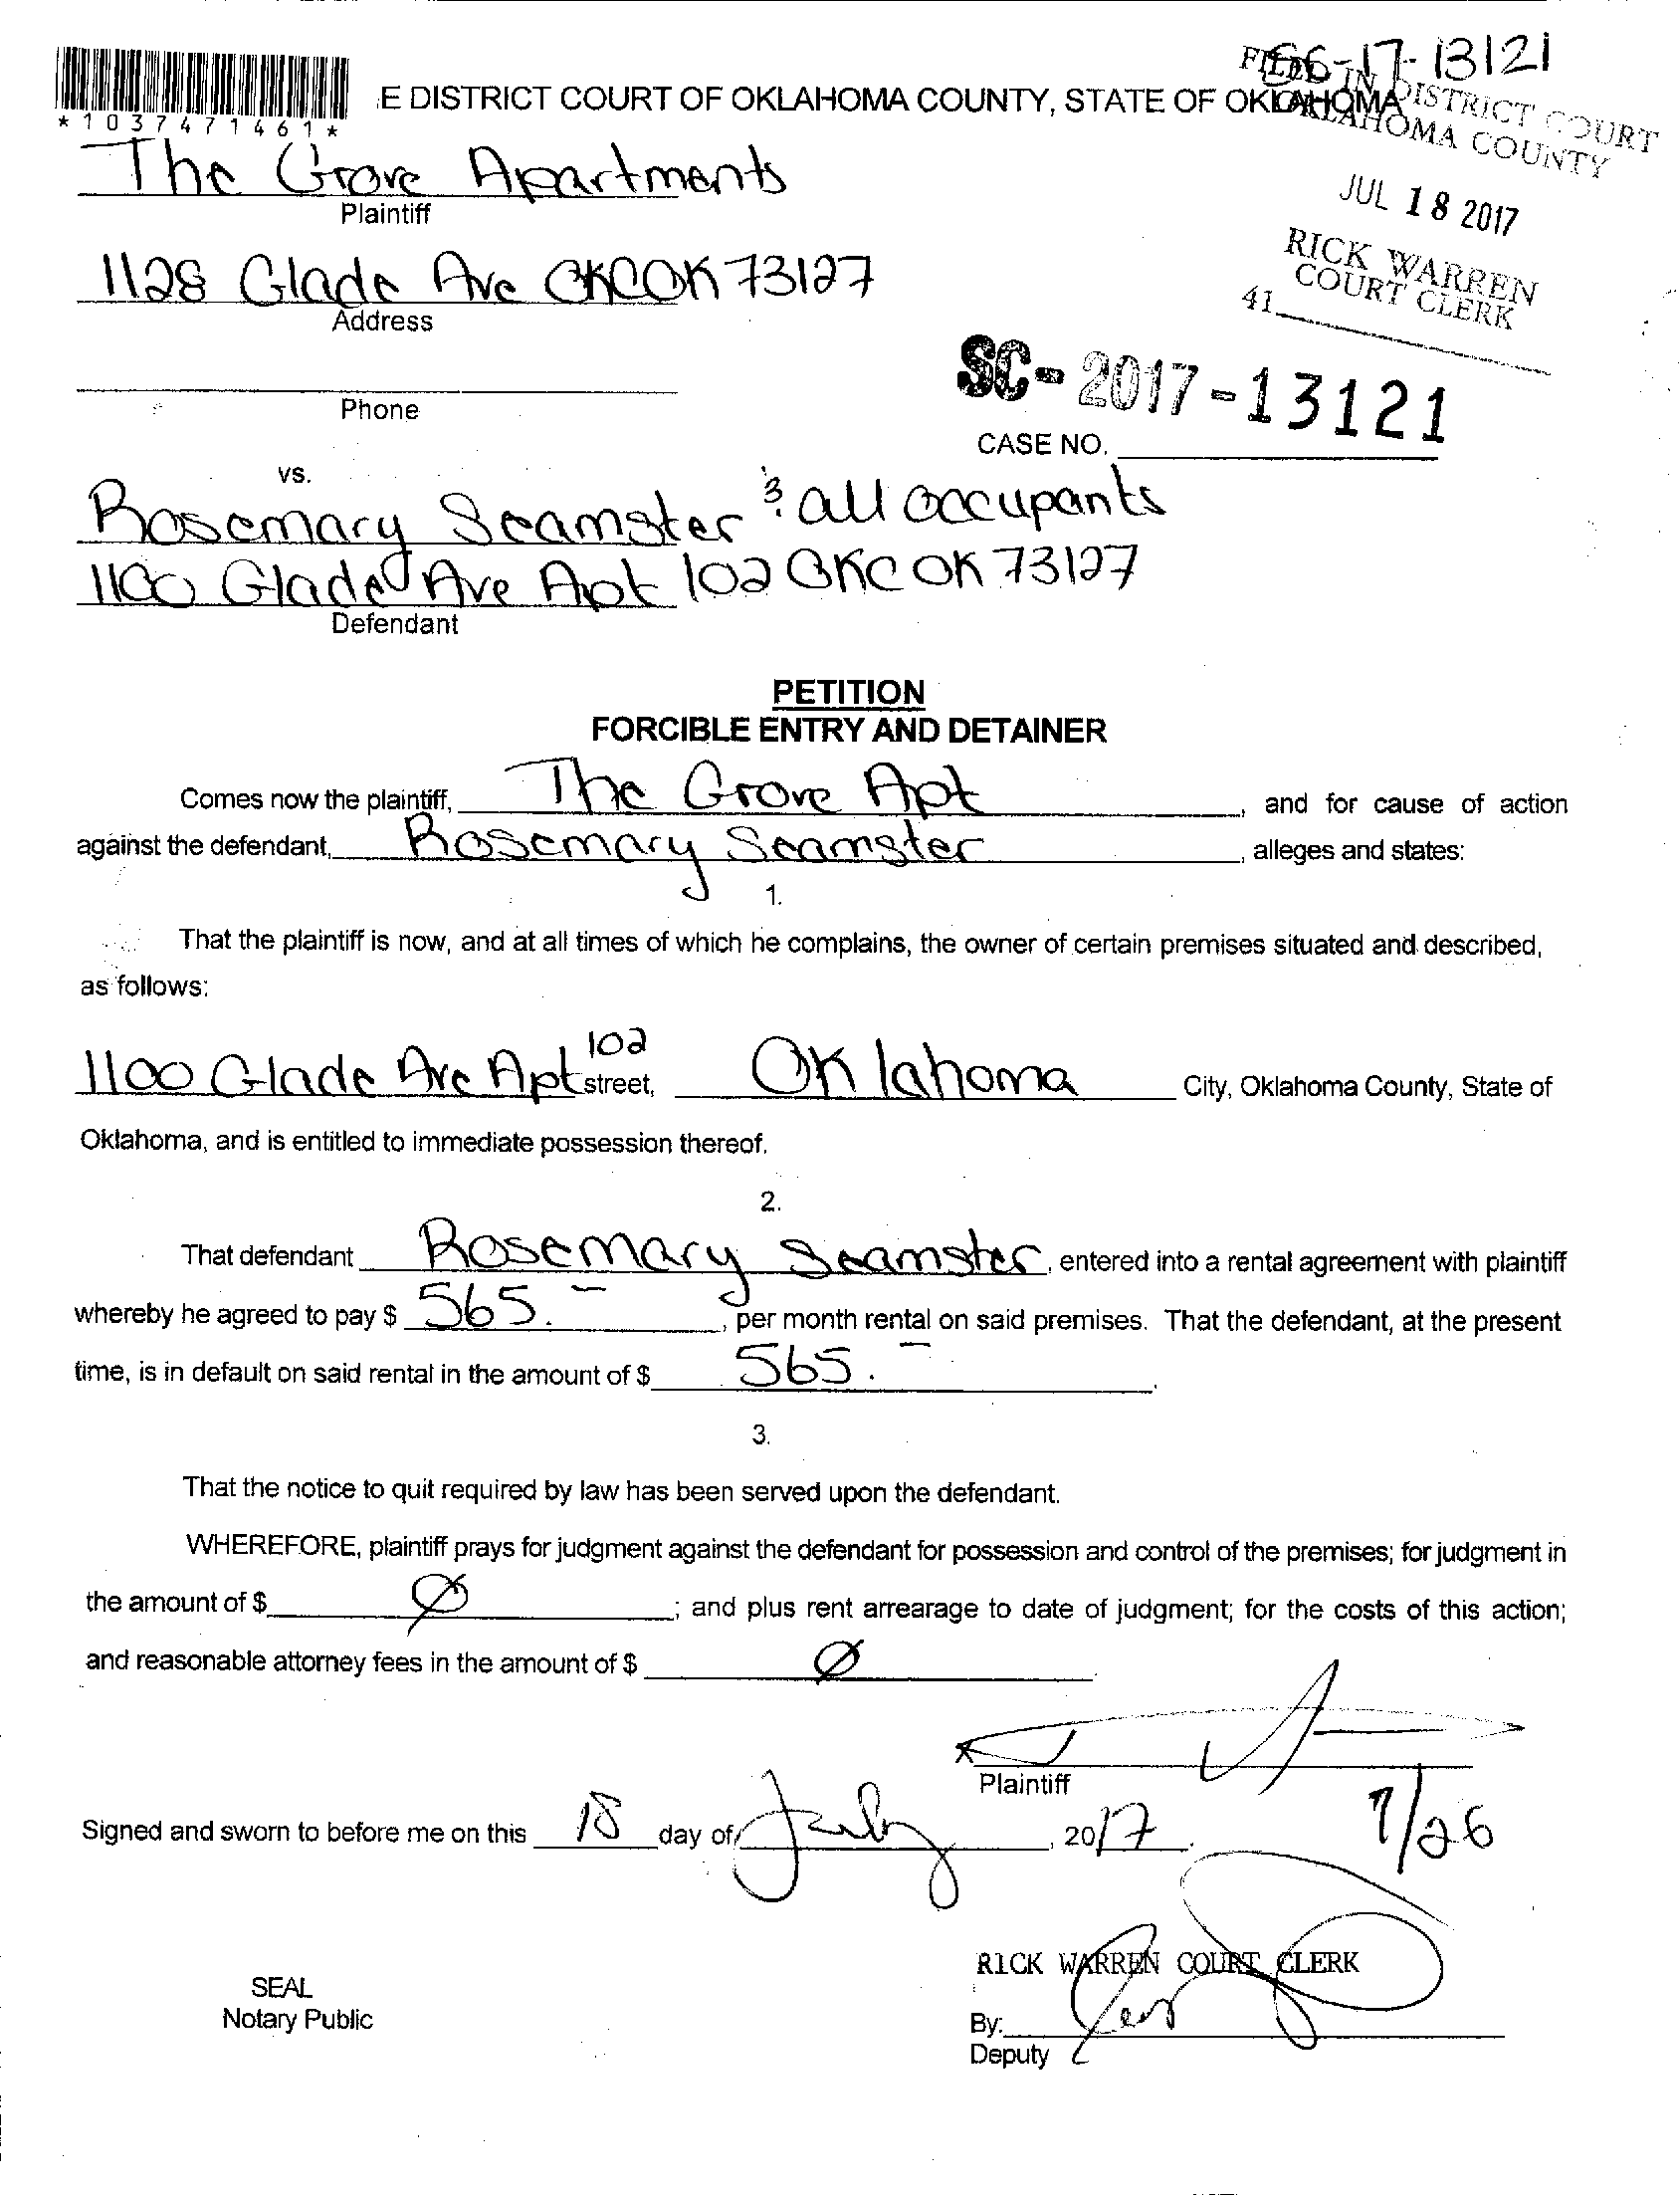 SC-17-13121
*1037471461*
E DISTRICT COURT OF OKLAHOMA COUNTY, STATE OF OKLAHOMA
FILED IN DISTRICT COURT
OKLAHOMA COUNTY
JUL 18 2017
RICK WARREN
COURT CLERK
41
The Grove Apartments
Plaintiff
1128 Glade Ave OKC OK 73127
Address
Phone
SC-2017-13121
CASE NO.
vs.
Rosemary Seamster & all occupants
1100 Glade Ave Apt 102 OKC OK 73127
Defendant
PETITION
FORCIBLE ENTRY AND DETAINER
Comes now the plaintiff, The Grove Apt, and for cause of action
against the defendant, Rosemary Seamster, alleges and states:
1.
That the plaintiff is now, and at all times of which he complains, the owner of certain premises situated and described,
as follows:
1100 Glade Ave Apt 102 street, Oklahoma City, Oklahoma County, State of
Oklahoma, and is entitled to immediate possession thereof.
2.
That defendant Rosemary Seamster, entered into a rental agreement with plaintiff
whereby he agreed to pay $ 565.-, per month rental on said premises. That the defendant, at the present
time, is in default on said rental in the amount of $ 565.-.
3.
That the notice to quit required by law has been served upon the defendant.
WHEREFORE, plaintiff prays for judgment against the defendant for possession and control of the premises; for judgment in
the amount of $ Ø; and plus rent arrearage to date of judgment; for the costs of this action;
and reasonable attorney fees in the amount of $ Ø.
Plaintiff
Signed and sworn to before me on this 18 day of July, 2017.
7/26
RICK WARREN COURT CLERK
SEAL
Notary Public
By:
Deputy